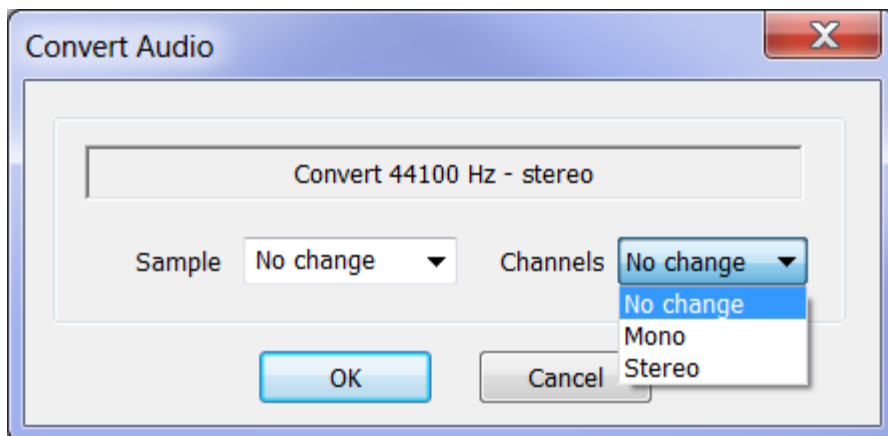 Convert Audio
Convert 44100 Hz - stereo
Sample No change Channels No change
No change
Mono
Stereo
OK Cancel